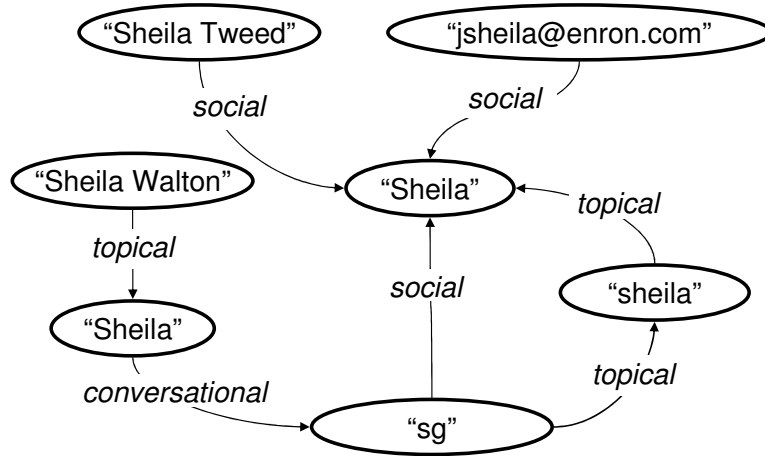 “Sheila Tweed”
“jsheila@enron.com”
social
social
“Sheila Walton”
“Sheila”
topical
topical
social
“sheila”
“Sheila”
conversational
topical
“sg”